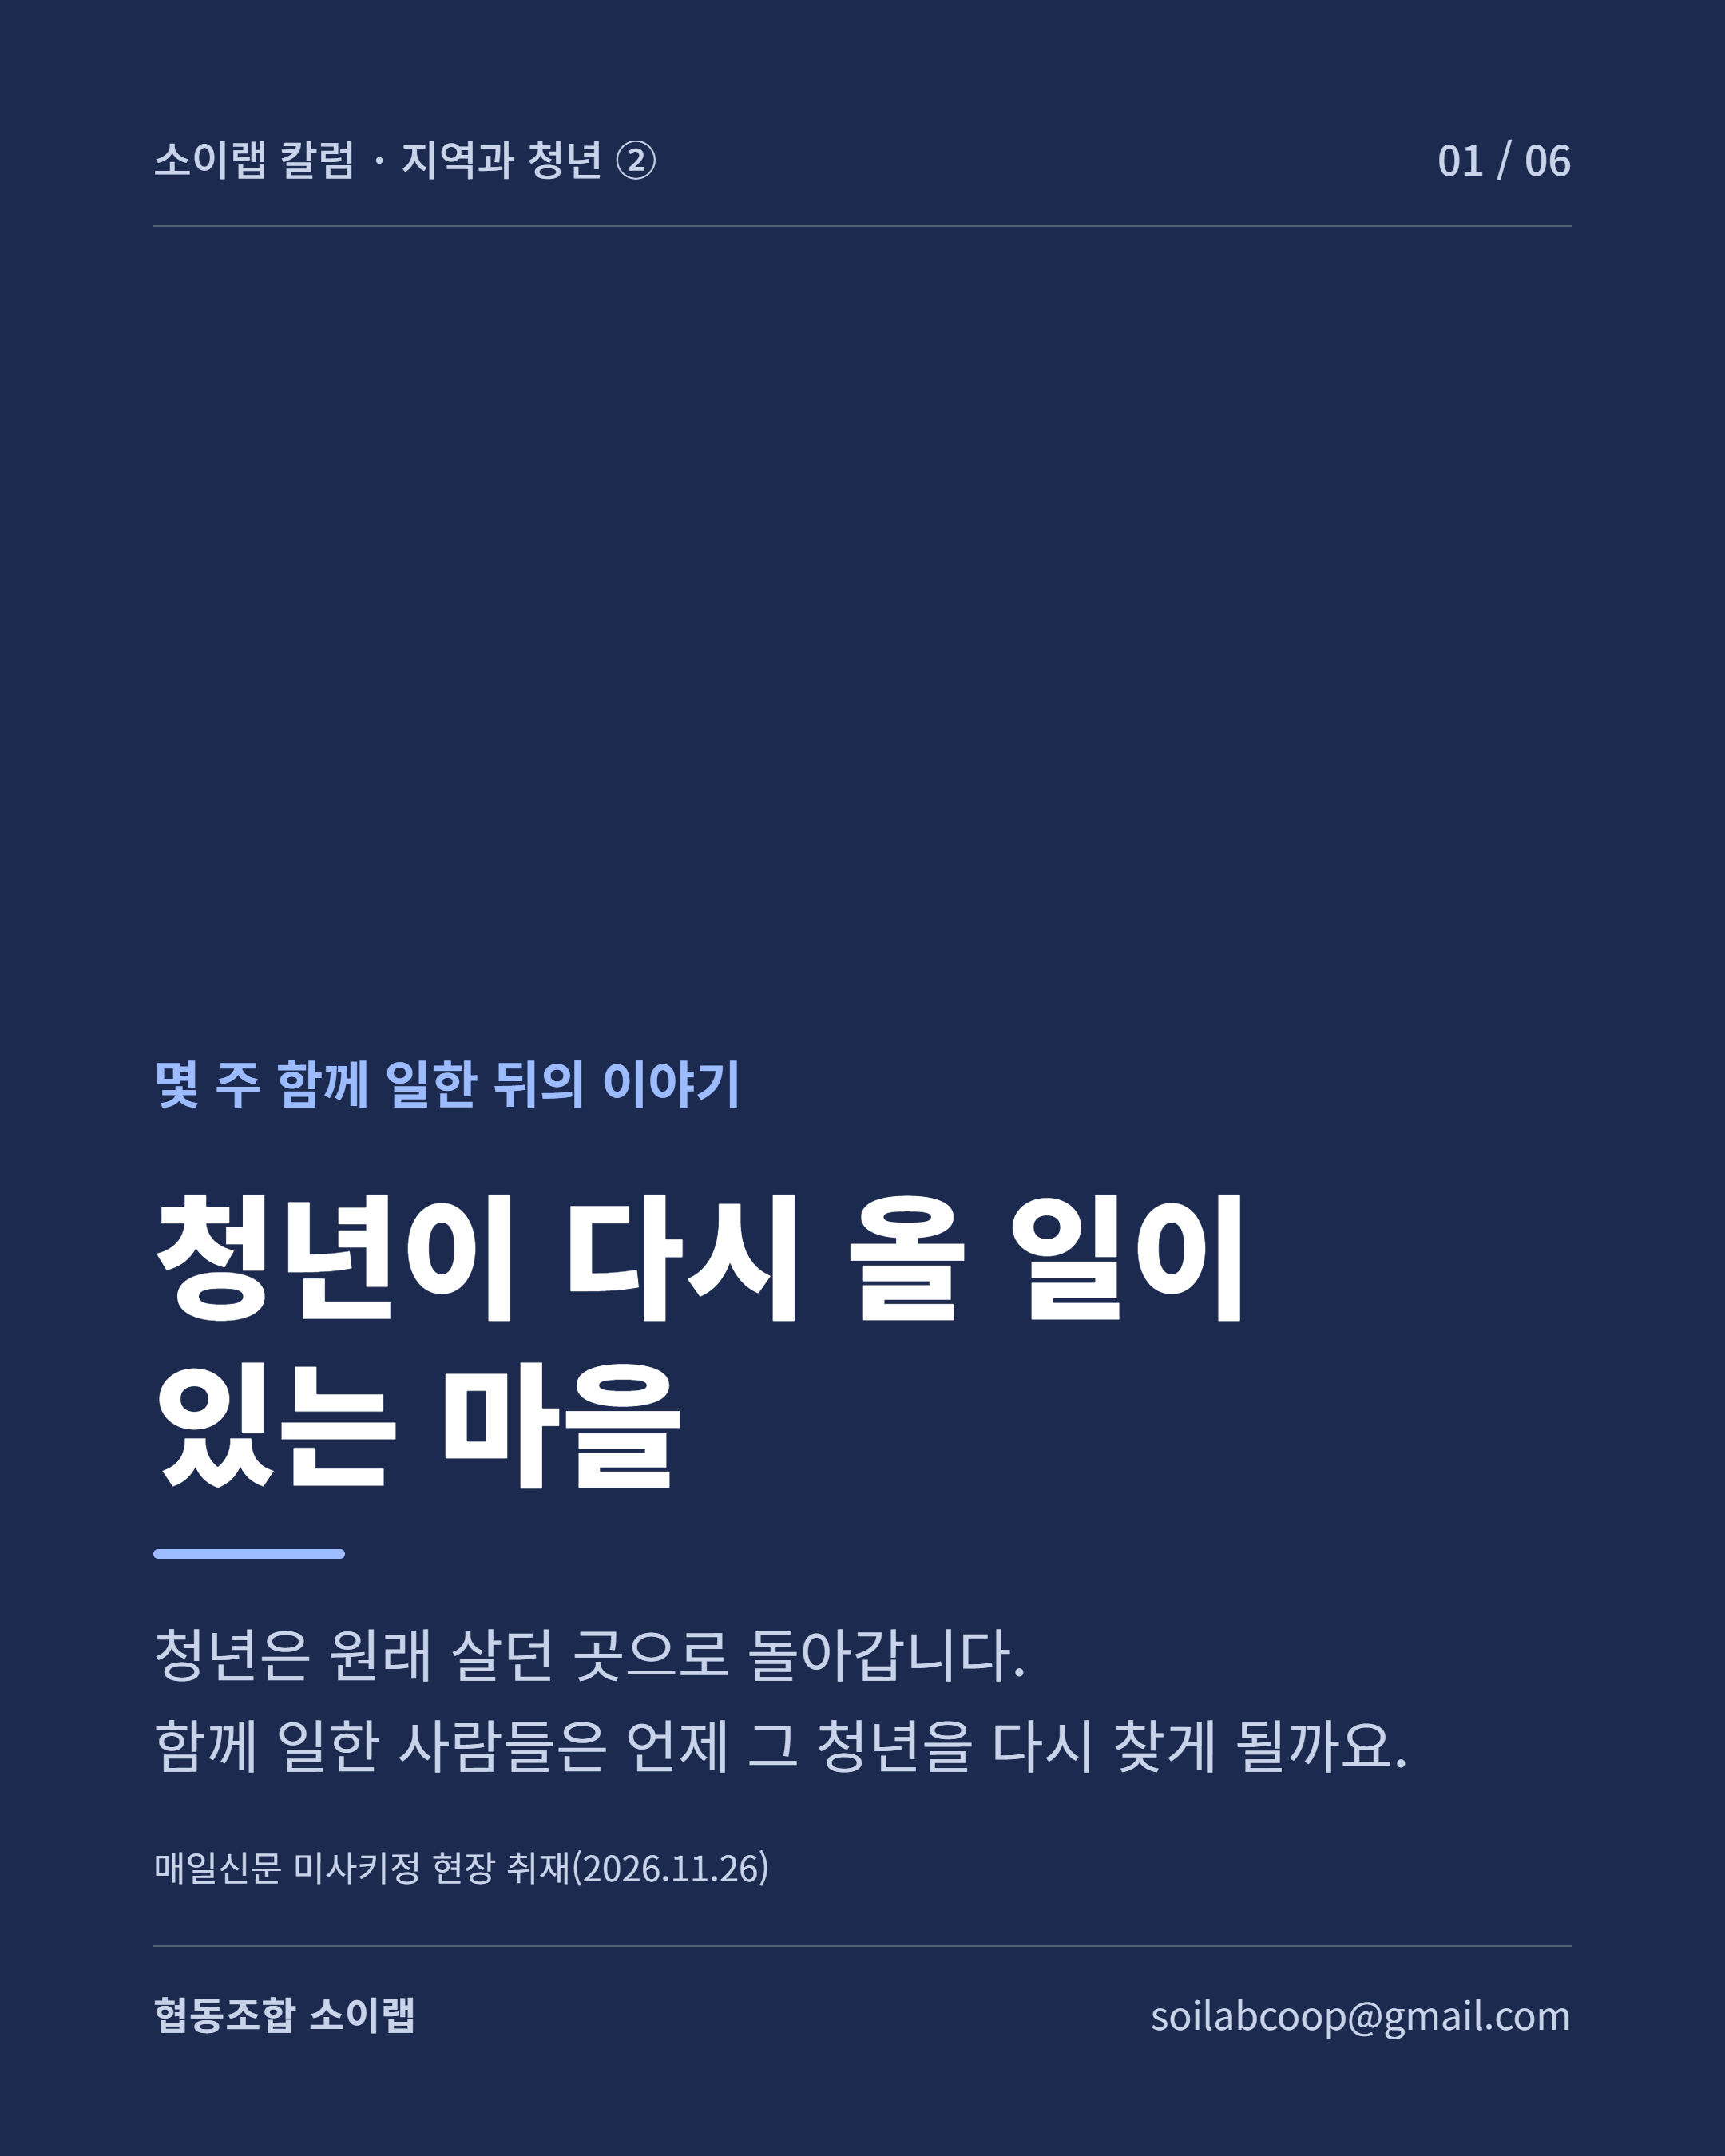 소이랩 칼럼 · 지역과 청년 ②
01 / 06
몇 주 함께 일한 뒤의 이야기
청년이 다시 올 일이
있는 마을
청년은 원래 살던 곳으로 돌아갑니다.
함께 일한 사람들은 언제 그 청년을 다시 찾게 될까요.
매일신문 미사기정 현장 취재(2026.11.26)
협동조합 소이랩
soilabcoop@gmail.com